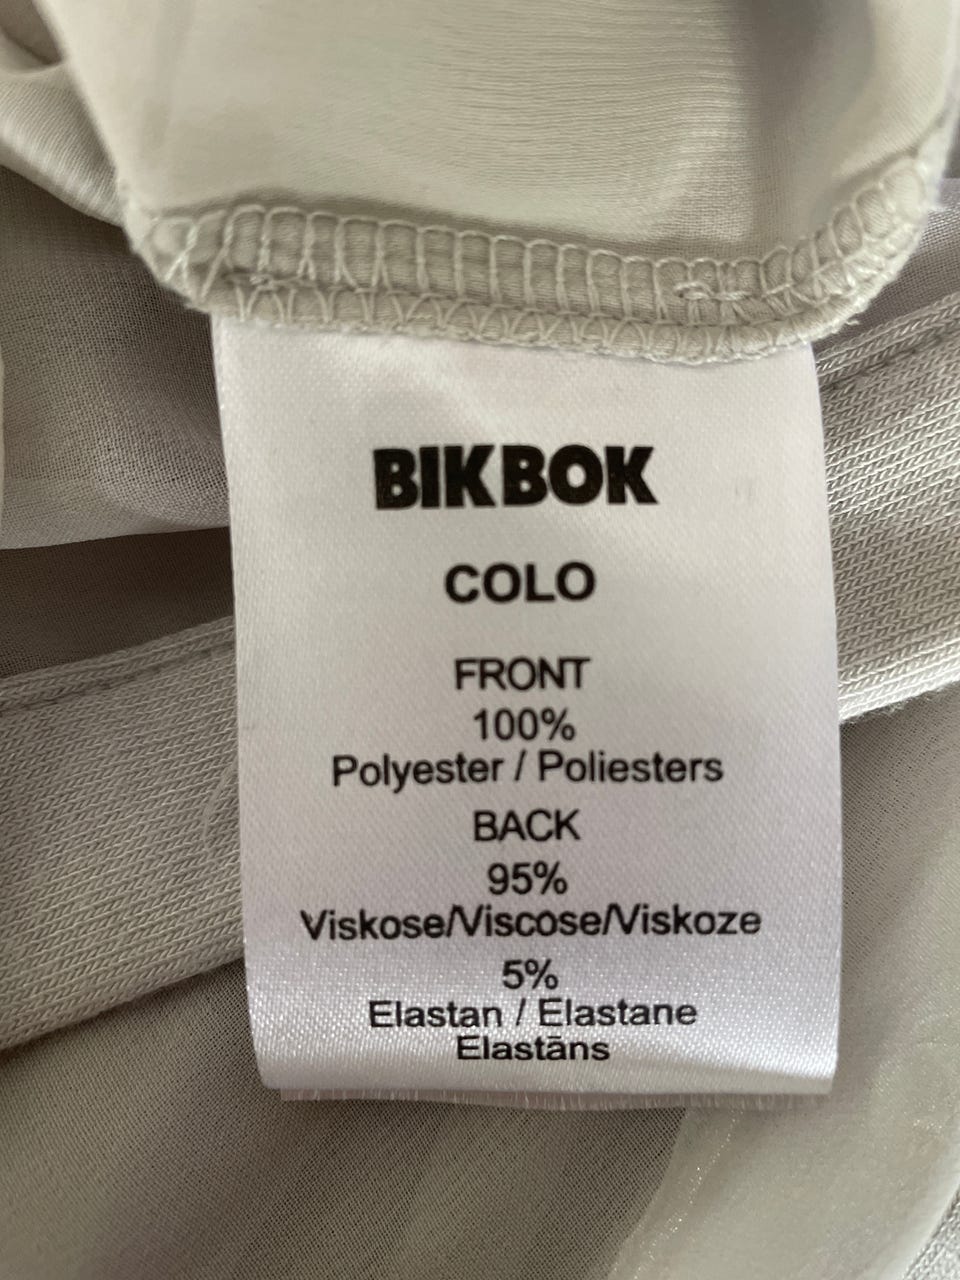 BIKBOK
COLO
FRONT
100%
Polyester / Poliesters
BACK
95%
Viskose/Viscose/Viskoze
5%
Elastan / Elastane
Elastāns